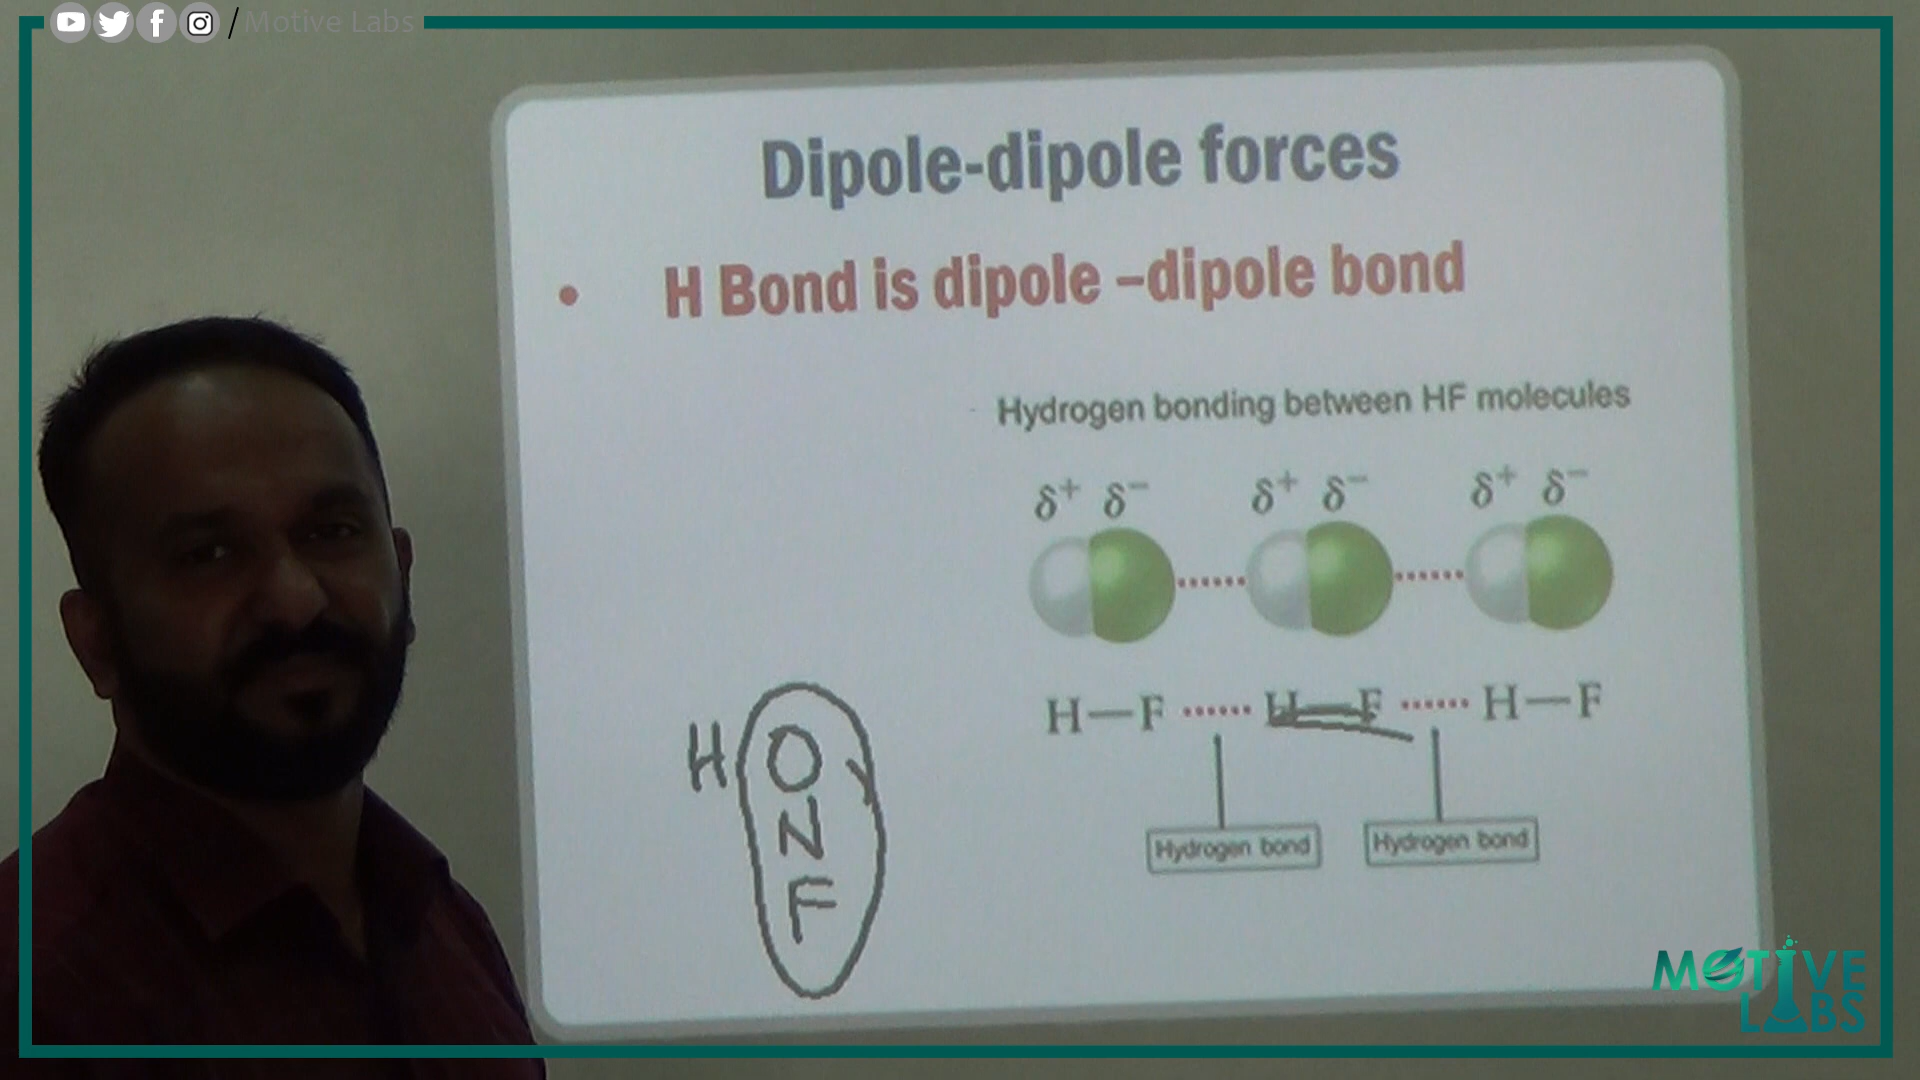 / Motive Labs
Dipole-dipole forces
• H Bond is dipole –dipole bond
Hydrogen bonding between HF molecules
δ+ δ− δ+ δ− δ+ δ−
H—F ...... H—F ...... H—F
Hydrogen bond Hydrogen bond
H O
N
F
MOTIVE
LABS